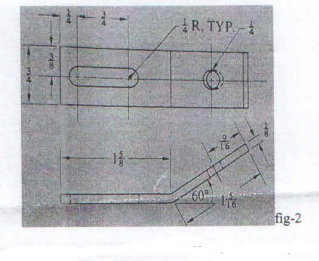 1/4 3/4 1/4 R, TYP. 1/4
3/4 3/8
1 5/8 9/16 1/8
60° 1 5/16
fig-2